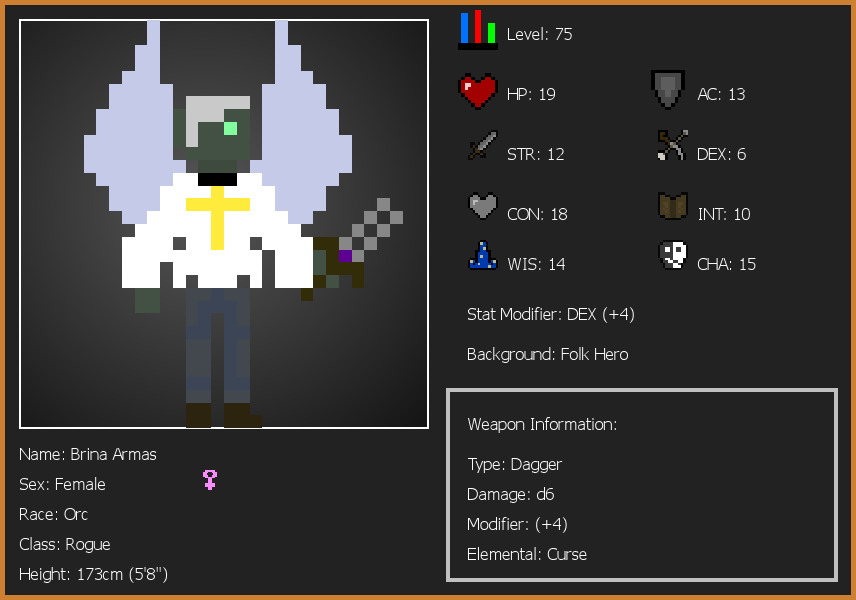 Level: 75
HP: 19
AC: 13
STR: 12
DEX: 6
CON: 18
INT: 10
WIS: 14
CHA: 15
Stat Modifier: DEX (+4)
Background: Folk Hero
Weapon Information:
Type: Dagger
Damage: d6
Modifier: (+4)
Elemental: Curse
Name: Brina Armas
Sex: Female
Race: Orc
Class: Rogue
Height: 173cm (5'8")